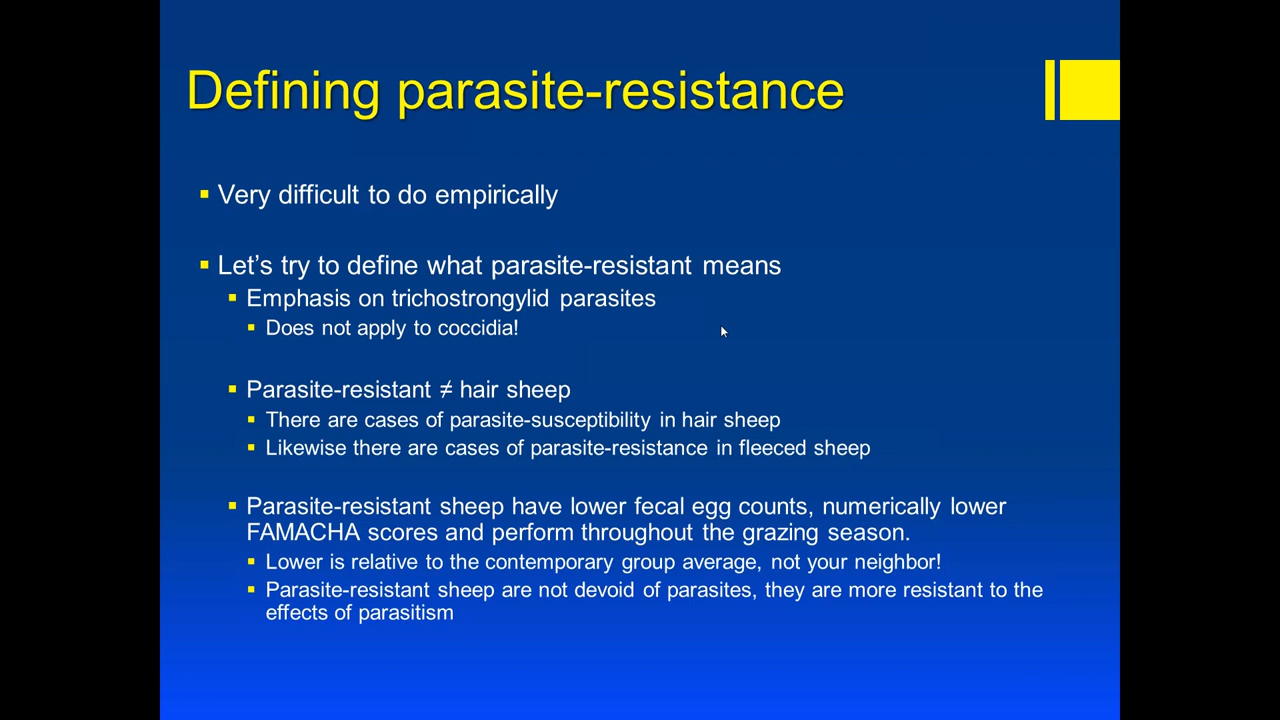 Defining parasite-resistance
Very difficult to do empirically
Let’s try to define what parasite-resistant means
Emphasis on trichostrongylid parasites
Does not apply to coccidia!
Parasite-resistant ≠ hair sheep
There are cases of parasite-susceptibility in hair sheep
Likewise there are cases of parasite-resistance in fleeced sheep
Parasite-resistant sheep have lower fecal egg counts, numerically lower
FAMACHA scores and perform throughout the grazing season.
Lower is relative to the contemporary group average, not your neighbor!
Parasite-resistant sheep are not devoid of parasites, they are more resistant to the
effects of parasitism